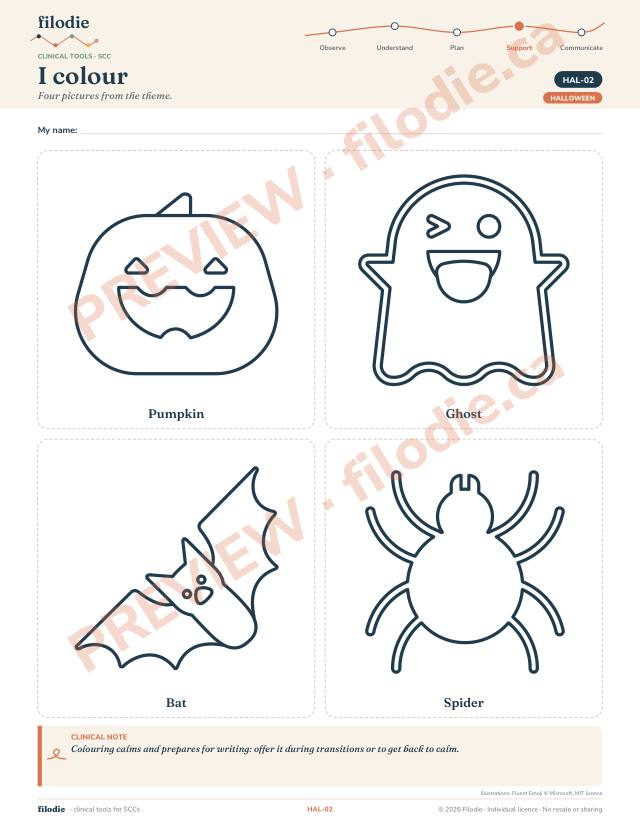 filodie
CLINICAL TOOLS · SCC
I colour
Four pictures from the theme.
Observe Understand Plan Support Communicate
HAL-02
HALLOWEEN
My name:
PREVIEW · filodie.ca
Pumpkin
Ghost
PREVIEW · filodie.ca
Bat
Spider
CLINICAL NOTE
Colouring calms and prepares for writing: offer it during transitions or to get back to calm.
Illustrations: Fluent Emoji © Microsoft, MIT licence
filodie · clinical tools for SCCs
HAL-02
© 2026 Filodie · Individual licence · No resale or sharing